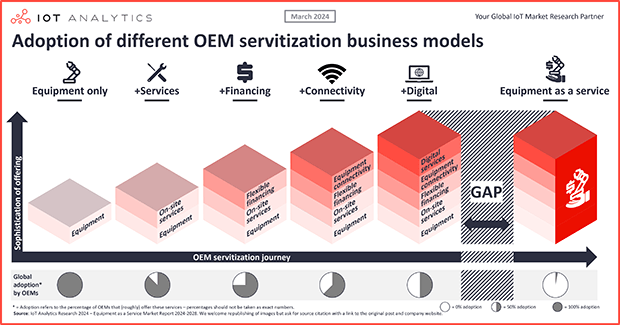 IOT ANALYTICS
March 2024
Your Global IoT Market Research Partner
Adoption of different OEM servitization business models
Equipment only
+Services
+Financing
+Connectivity
+Digital
Equipment as a service
Sophistication of offering
Equipment
On-site services
Equipment
Flexible financing
On-site services
Equipment
Equipment connectivity
Flexible financing
On-site services
Equipment
Digital services
Equipment connectivity
Flexible financing
On-site services
Equipment
GAP
OEM servitization journey
Global
adoption*
by OEMs
= 0% adoption
= 50% adoption
= 100% adoption
* = Adoption refers to the percentage of OEMs that (roughly) offer these services – percentages should not be taken as exact numbers.
Source: IoT Analytics Research 2024 – Equipment as a Service Market Report 2024-2028. We welcome republishing of images but ask for source citation with a link to the original post and company website.